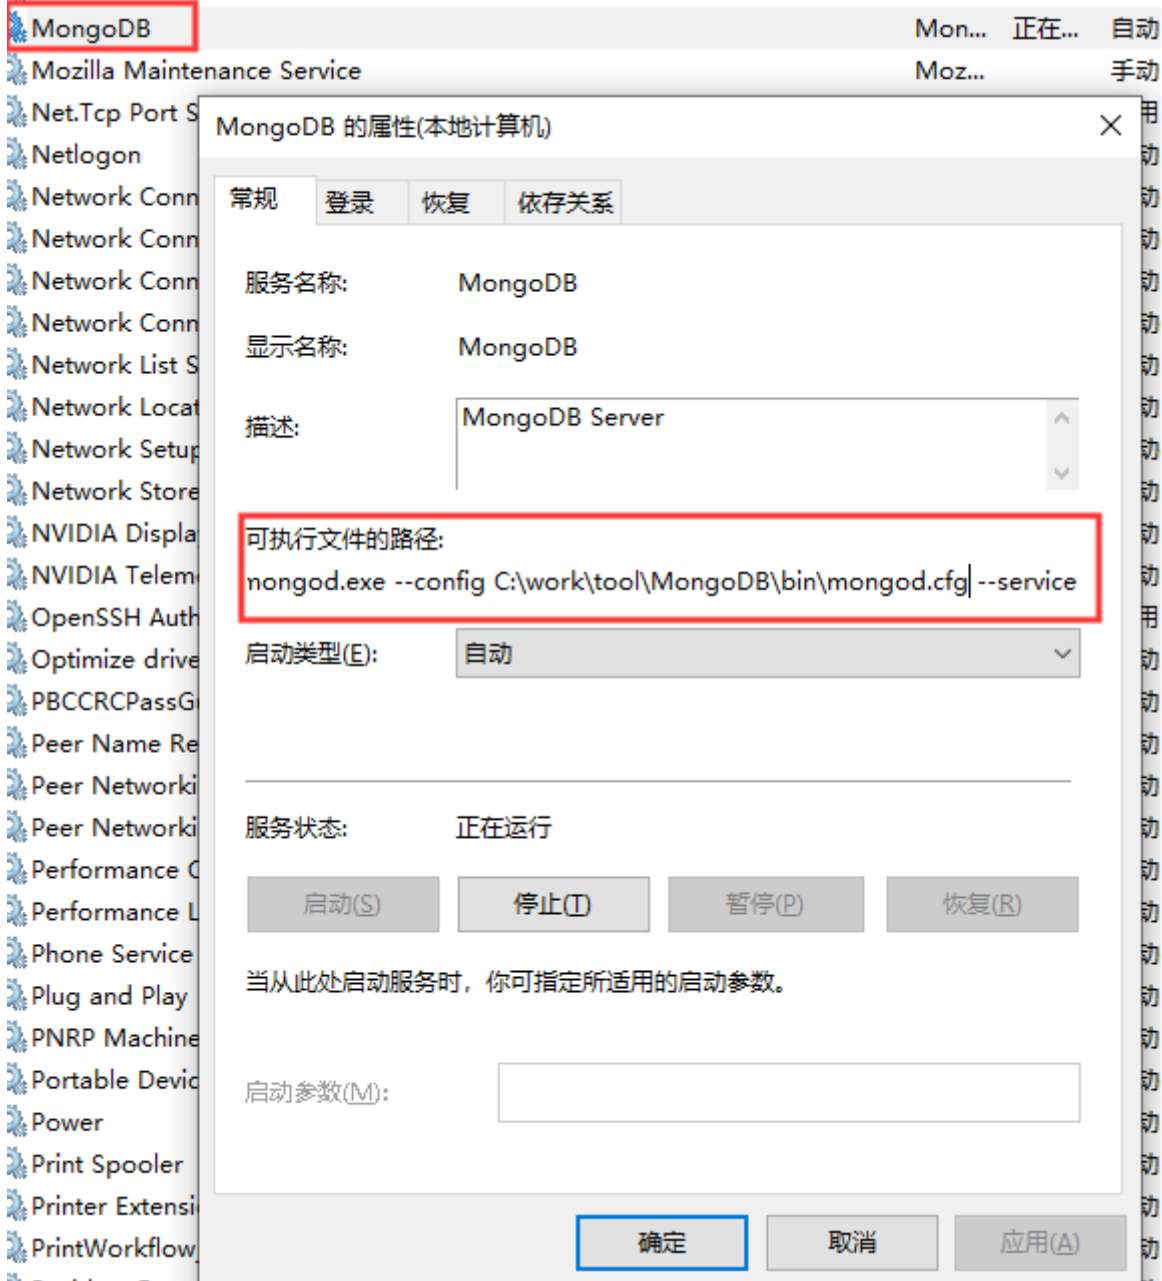 MongoDB Mon... 正在... 自动
Mozilla Maintenance Service Moz... 手动
Net.Tcp Port S
Netlogon
Network Conn
Network Conn
Network Conn
Network Conn
Network List S
Network Locat
Network Setup
Network Store
NVIDIA Displa
NVIDIA Telem
OpenSSH Auth
Optimize drive
PBCCRCPassG
Peer Name Re
Peer Networki
Peer Networki
Performance C
Performance L
Phone Service
Plug and Play
PNRP Machine
Portable Devic
Power
Print Spooler
Printer Extensi
PrintWorkflow_
MongoDB 的属性(本地计算机)
常规 登录 恢复 依存关系
服务名称: MongoDB
显示名称: MongoDB
描述: MongoDB Server
可执行文件的路径:
mongod.exe --config C:\work\tool\MongoDB\bin\mongod.cfg --service
启动类型(E): 自动
服务状态: 正在运行
启动(S) 停止(T) 暂停(P) 恢复(R)
当从此处启动服务时，你可指定所适用的启动参数。
启动参数(M):
确定 取消 应用(A)